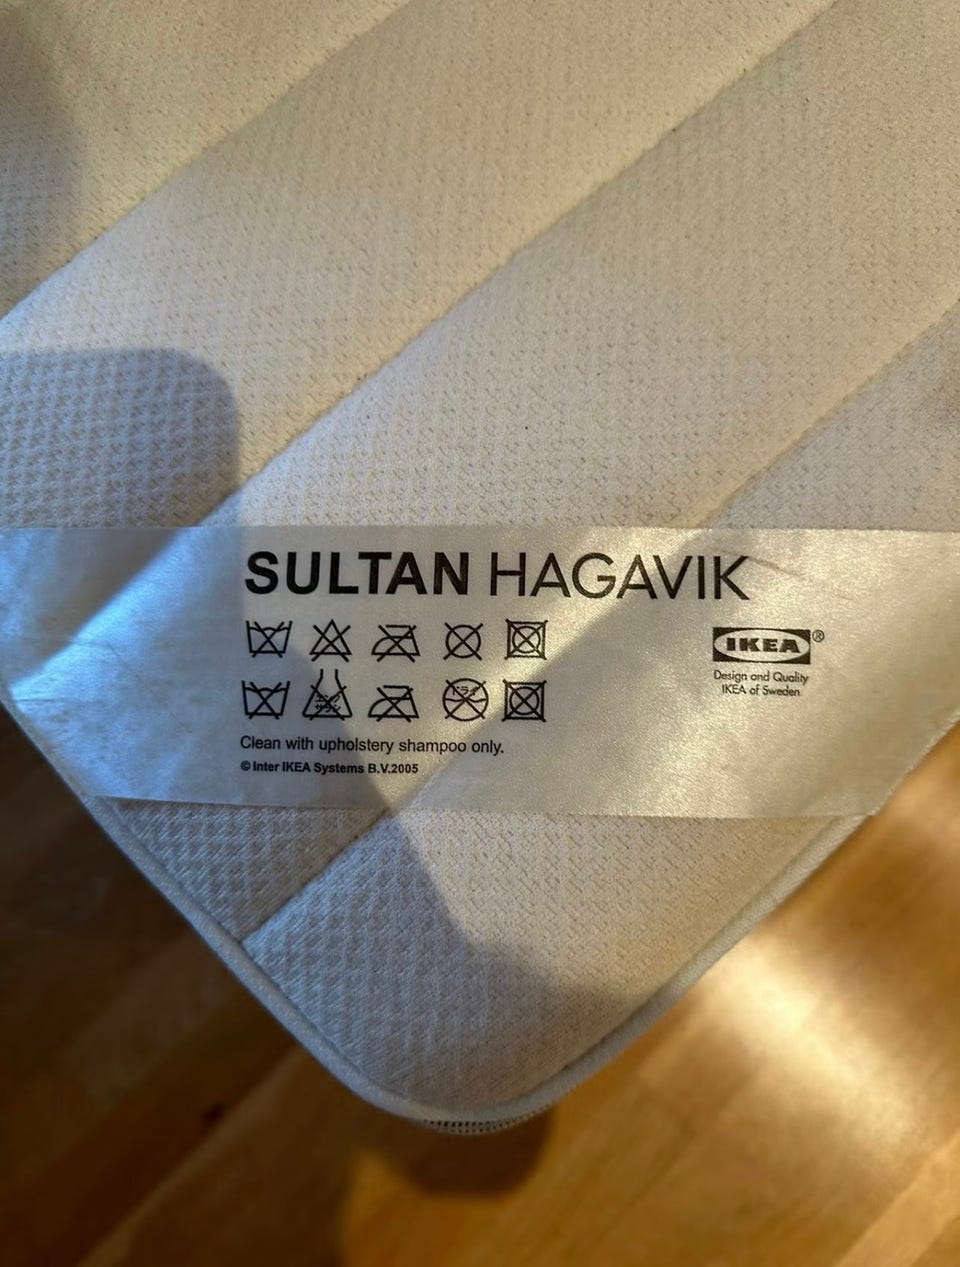 SULTAN HAGAVIK
IKEA®
Design and Quality
IKEA of Sweden
Clean with upholstery shampoo only.
© Inter IKEA Systems B.V.2005